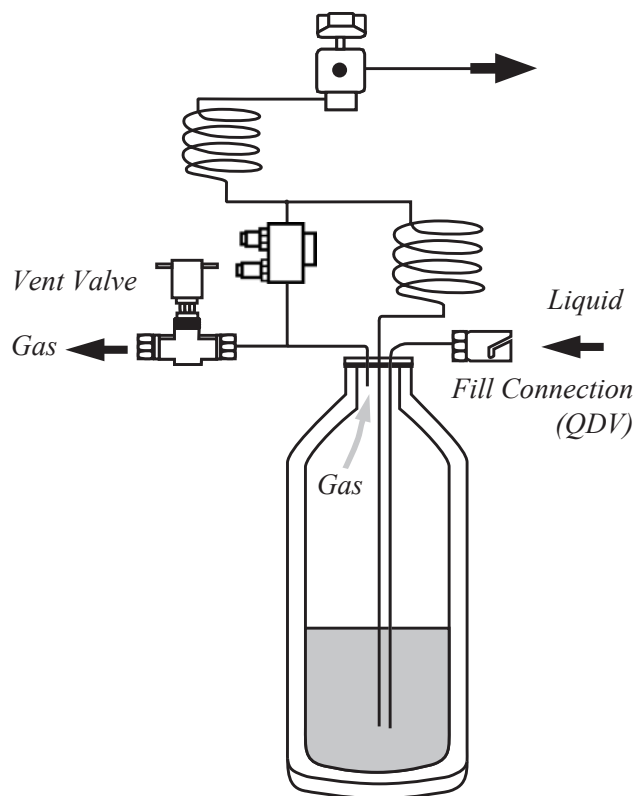 Vent Valve
Gas
Liquid
Fill Connection
(QDV)
Gas